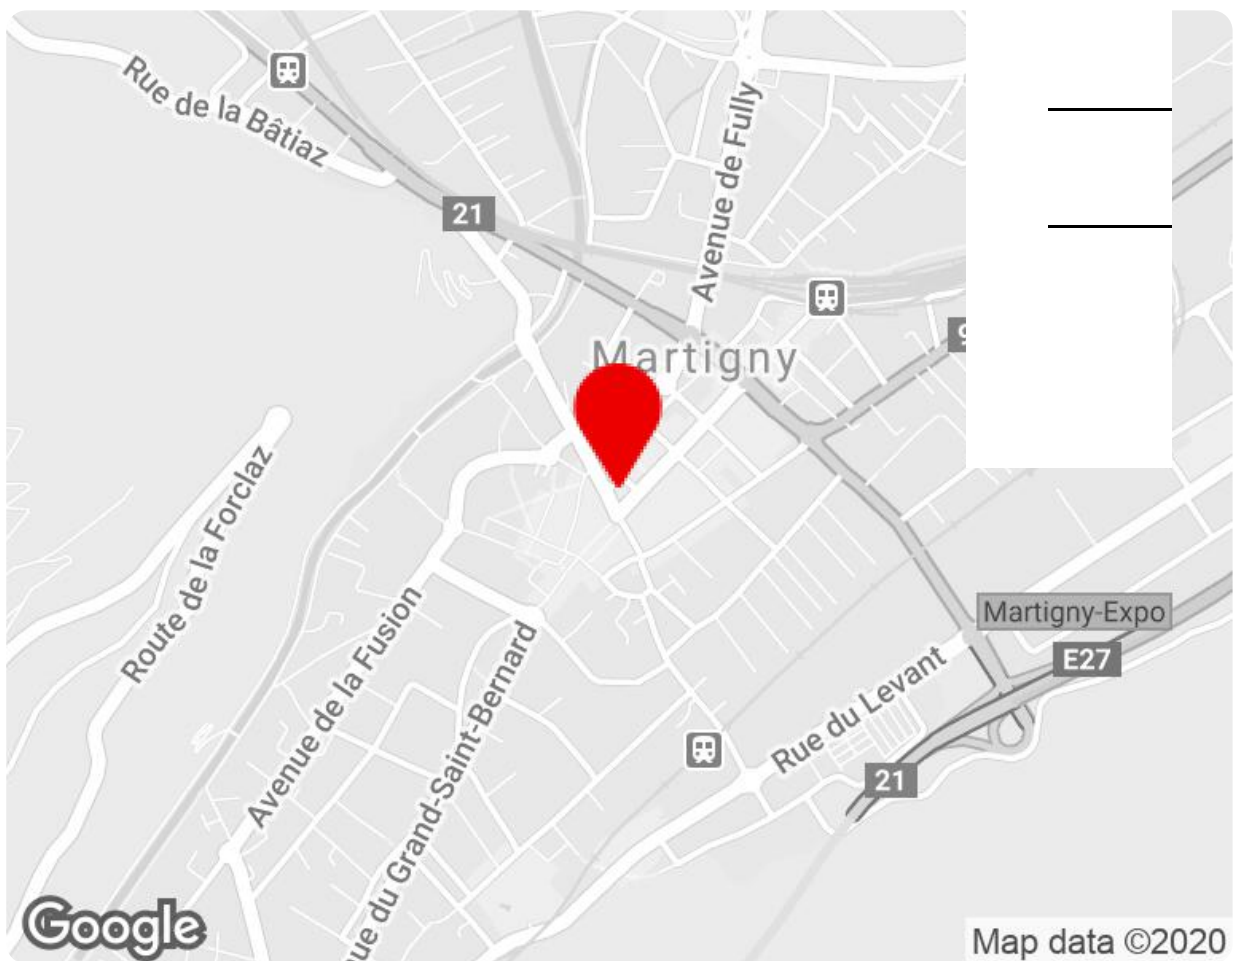 Rue de la Bâtiaz
Avenue de Fully
21
Martigny
9
Route de la Forclaz
Avenue de la Fusion
ue du Grand-Saint-Bernard
Martigny-Expo
E27
Rue du Levant
21
Google
Map data ©2020